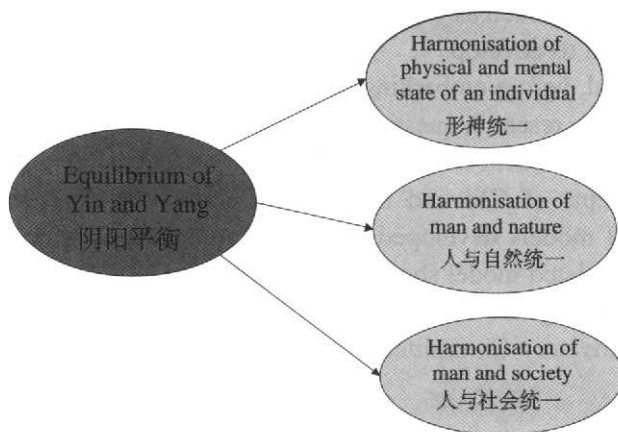 Harmonisation of
physical and mental
state of an individual
形神统一
Equilibrium of
Yin and Yang
阴阳平衡
Harmonisation of
man and nature
人与自然统一
Harmonisation of
man and society
人与社会统一